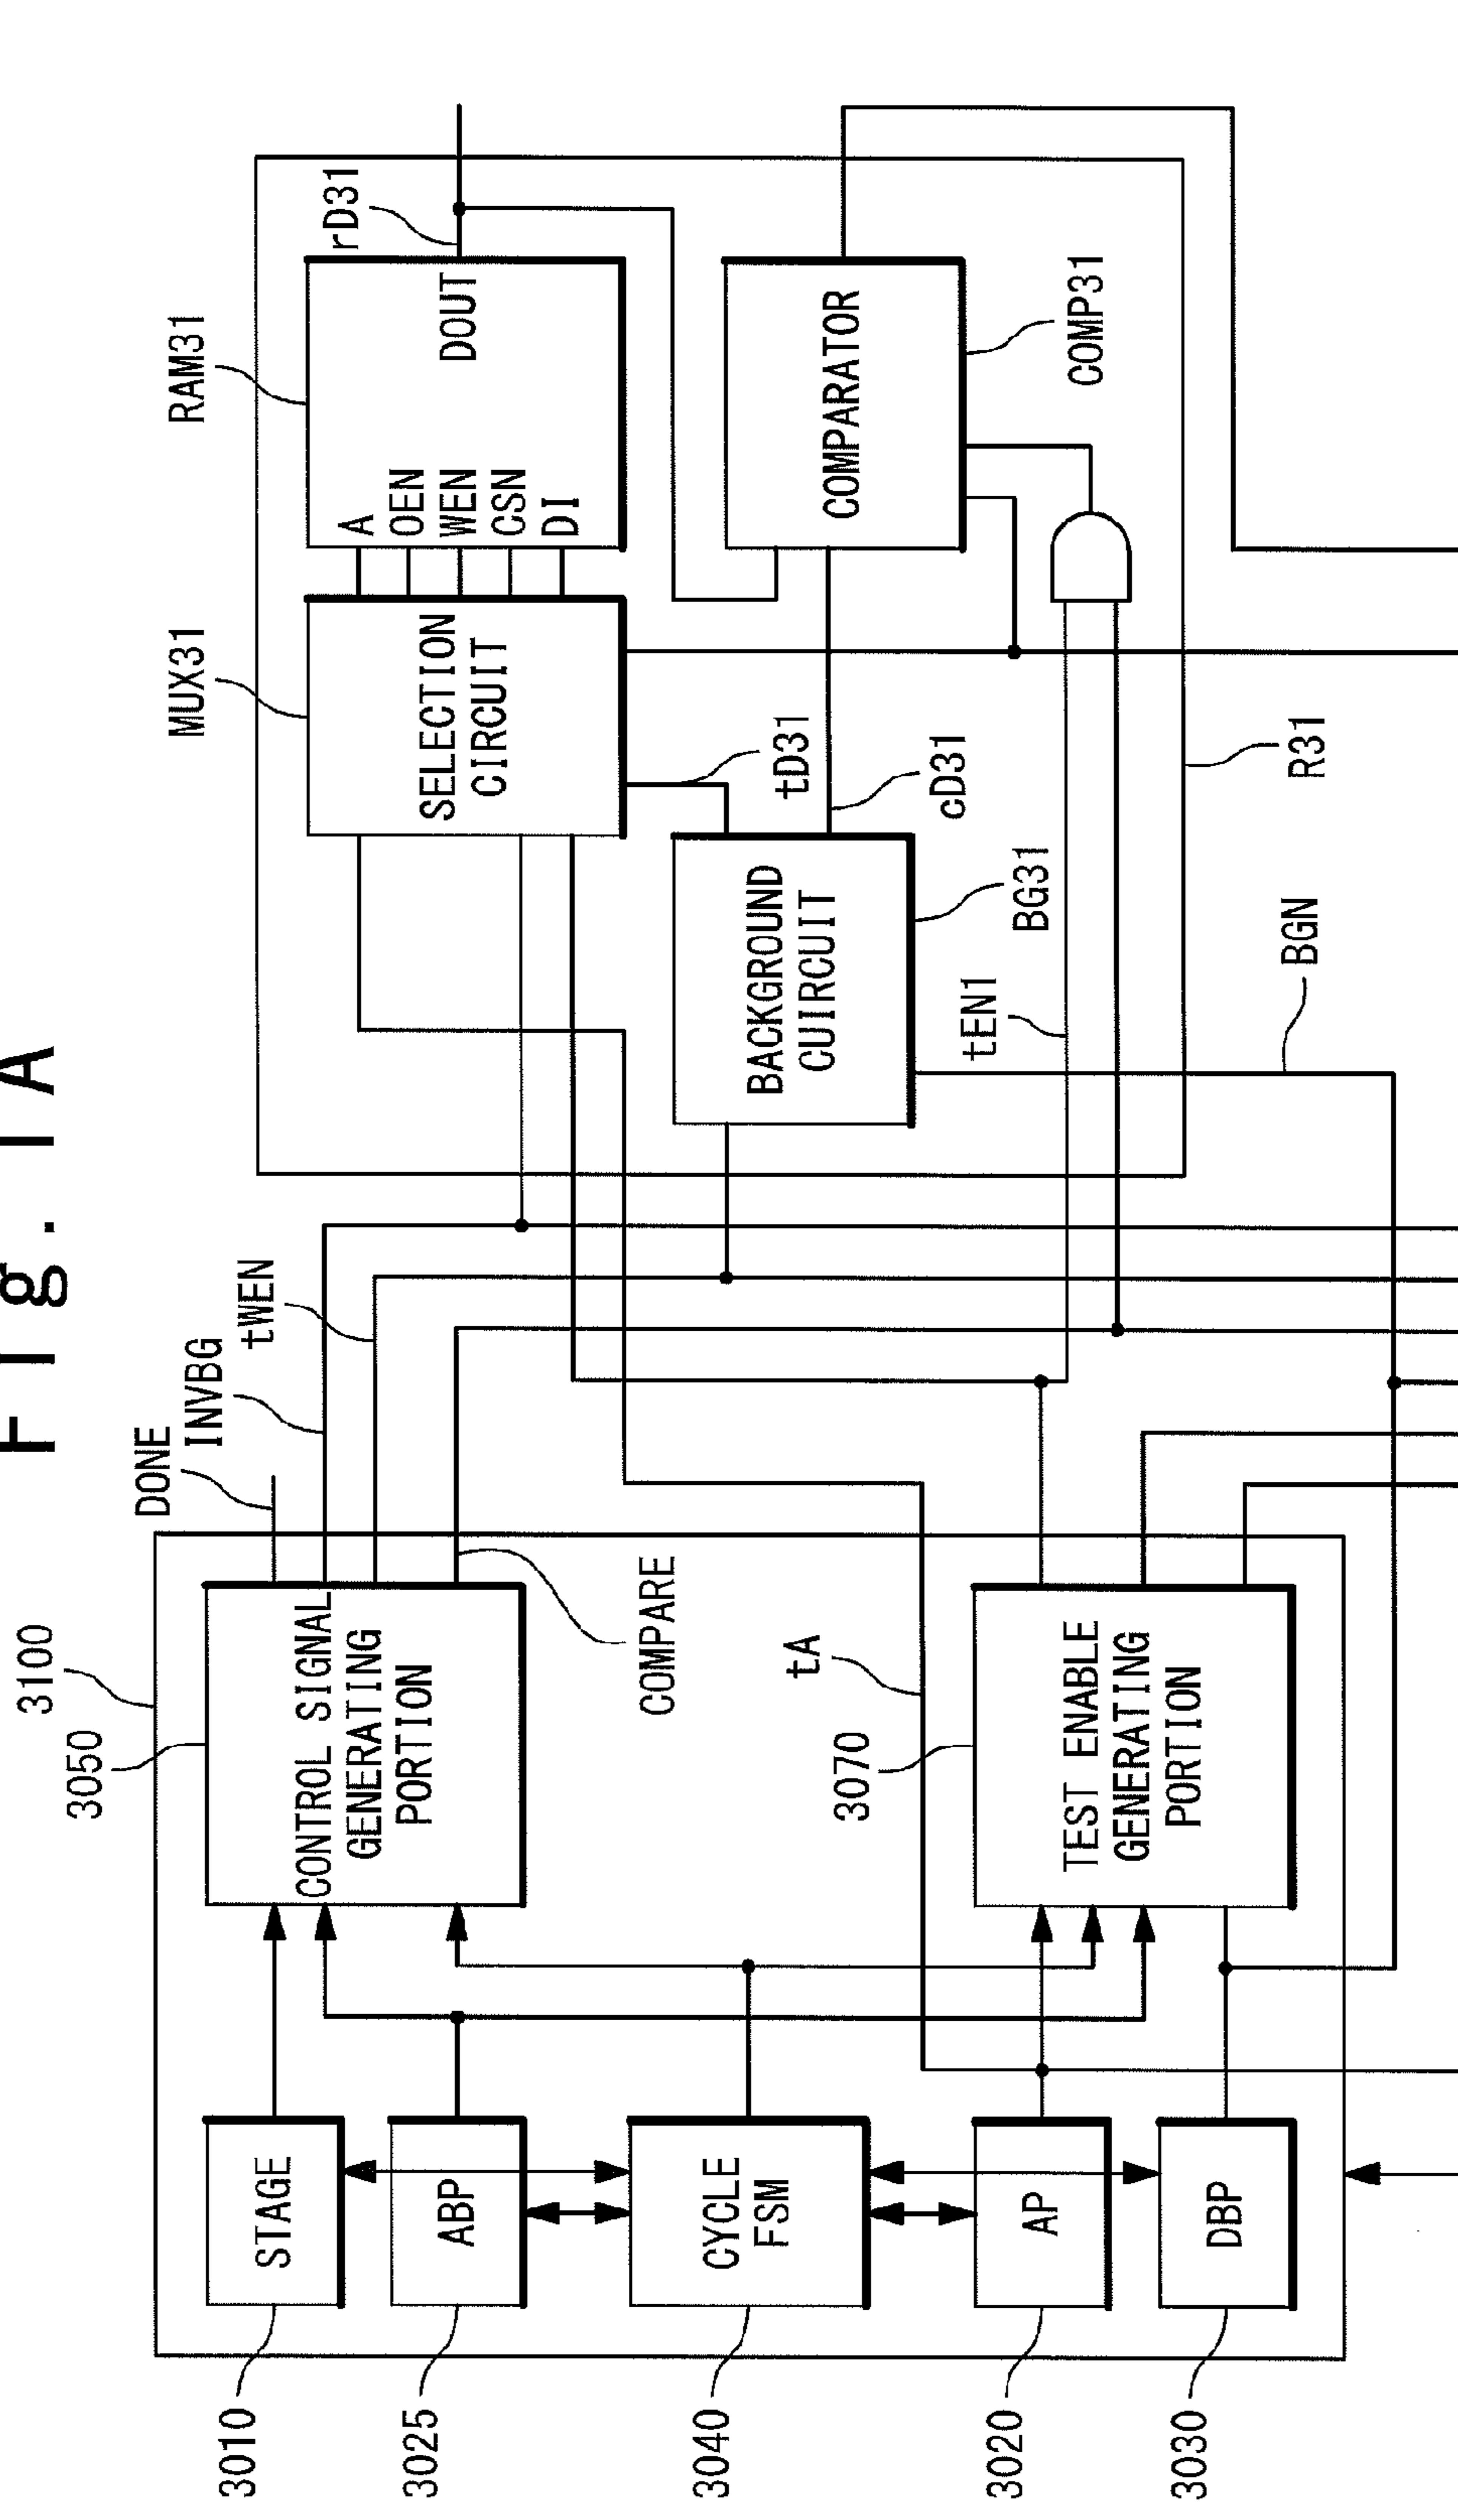 Fig. 1A
3100
3050
DONE
INVBG
tWEN
MUX31
RAM31
rD31
3010
STAGE
CONTROL SIGNAL
GENERATING
PORTION
SELECTION
CIRCUIT
A
OEN
WEN
CSN
DI
DOUT
3025
ABP
COMPARE
3040
CYCLE
FSM
tA
BACKGROUND
CUIRCUIT
tD31
COMPARATOR
3070
cD31
3020
AP
TEST ENABLE
GENERATING
PORTION
tEN1
BG31
COMP31
3030
DBP
BGN
R31